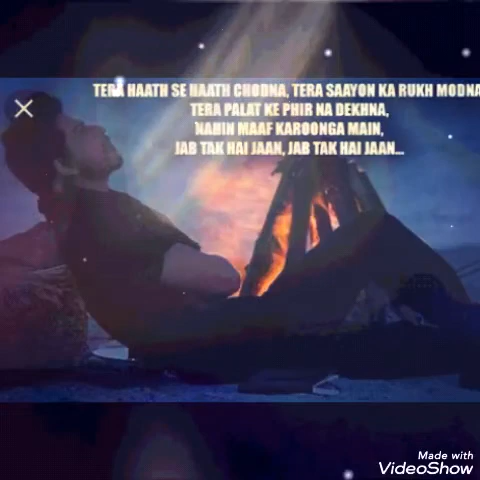 TERA HAATH SE HAATH CHODNA, TERA SAAYON KA RUKH MODNA
TERA PALAT KE PHIR NA DEKHNA,
NAHIN MAAF KAROONGA MAIN,
JAB TAK HAI JAAN, JAB TAK HAI JAAN...
Made with
VideoShow